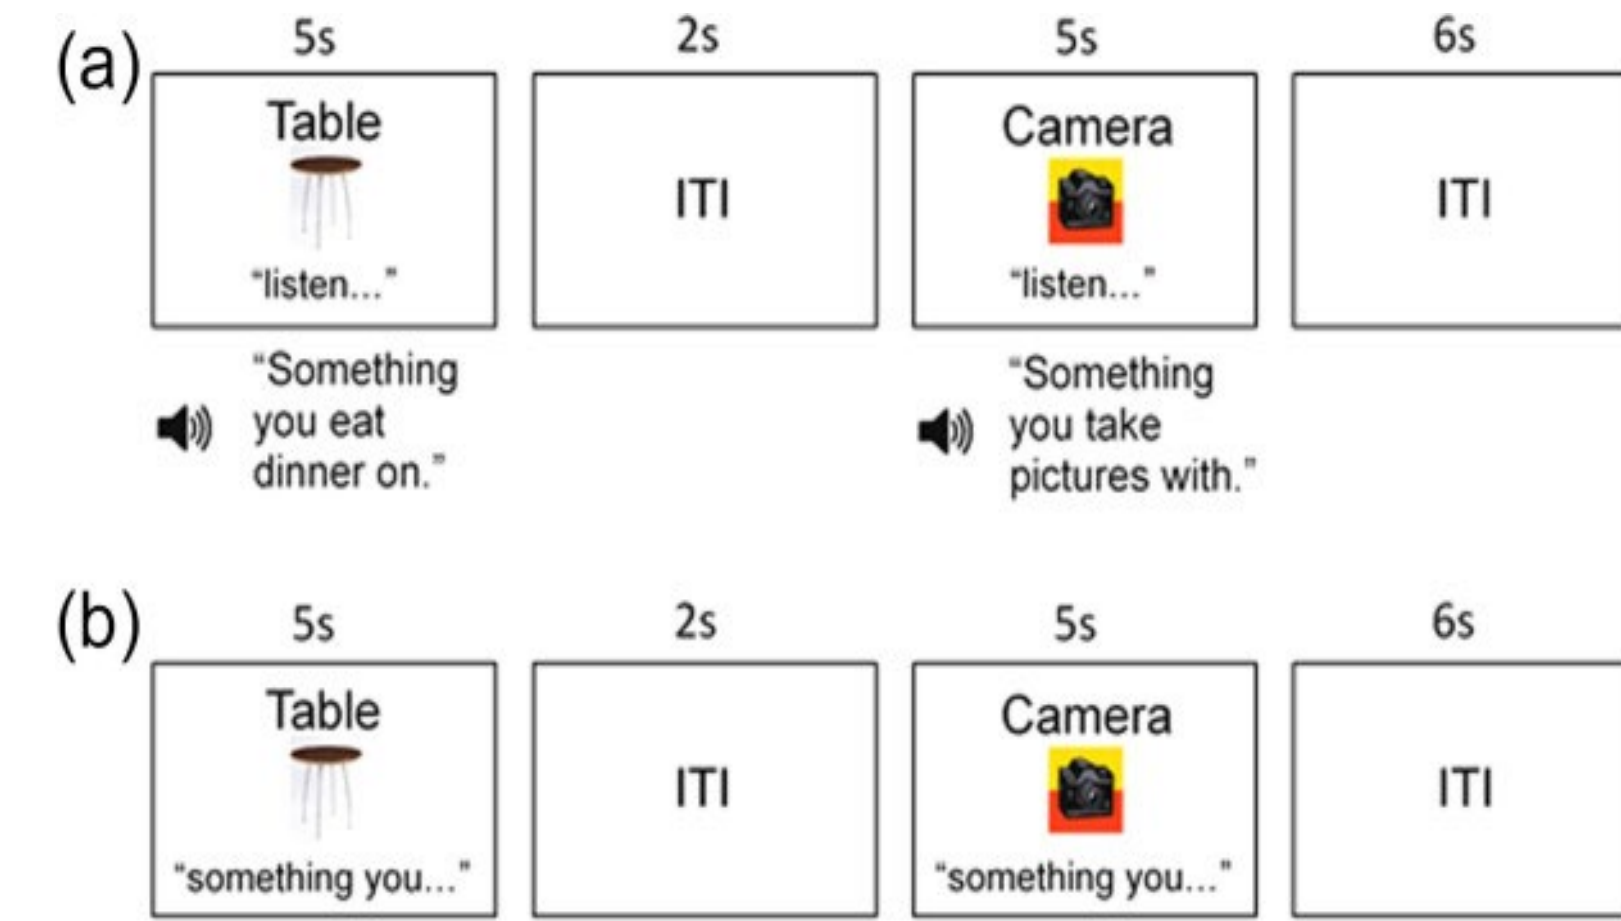 (a) 5s 2s 5s 6s
Table ITI Camera ITI
“listen...” “listen...”
“Something
you eat
dinner on.”
“Something
you take
pictures with.”
(b) 5s 2s 5s 6s
Table ITI Camera ITI
“something you...” “something you...”